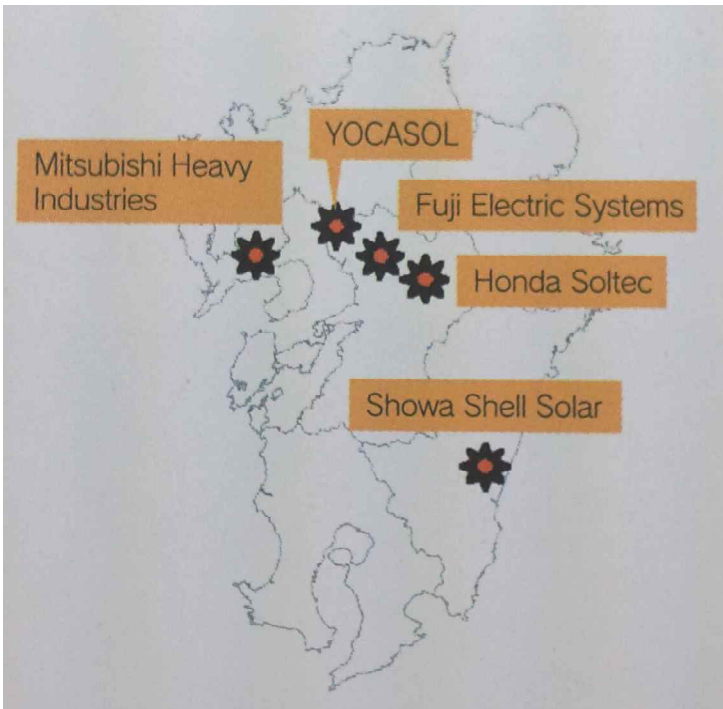 YOCASOL
Mitsubishi Heavy
Industries
Fuji Electric Systems
Honda Soltec
Showa Shell Solar